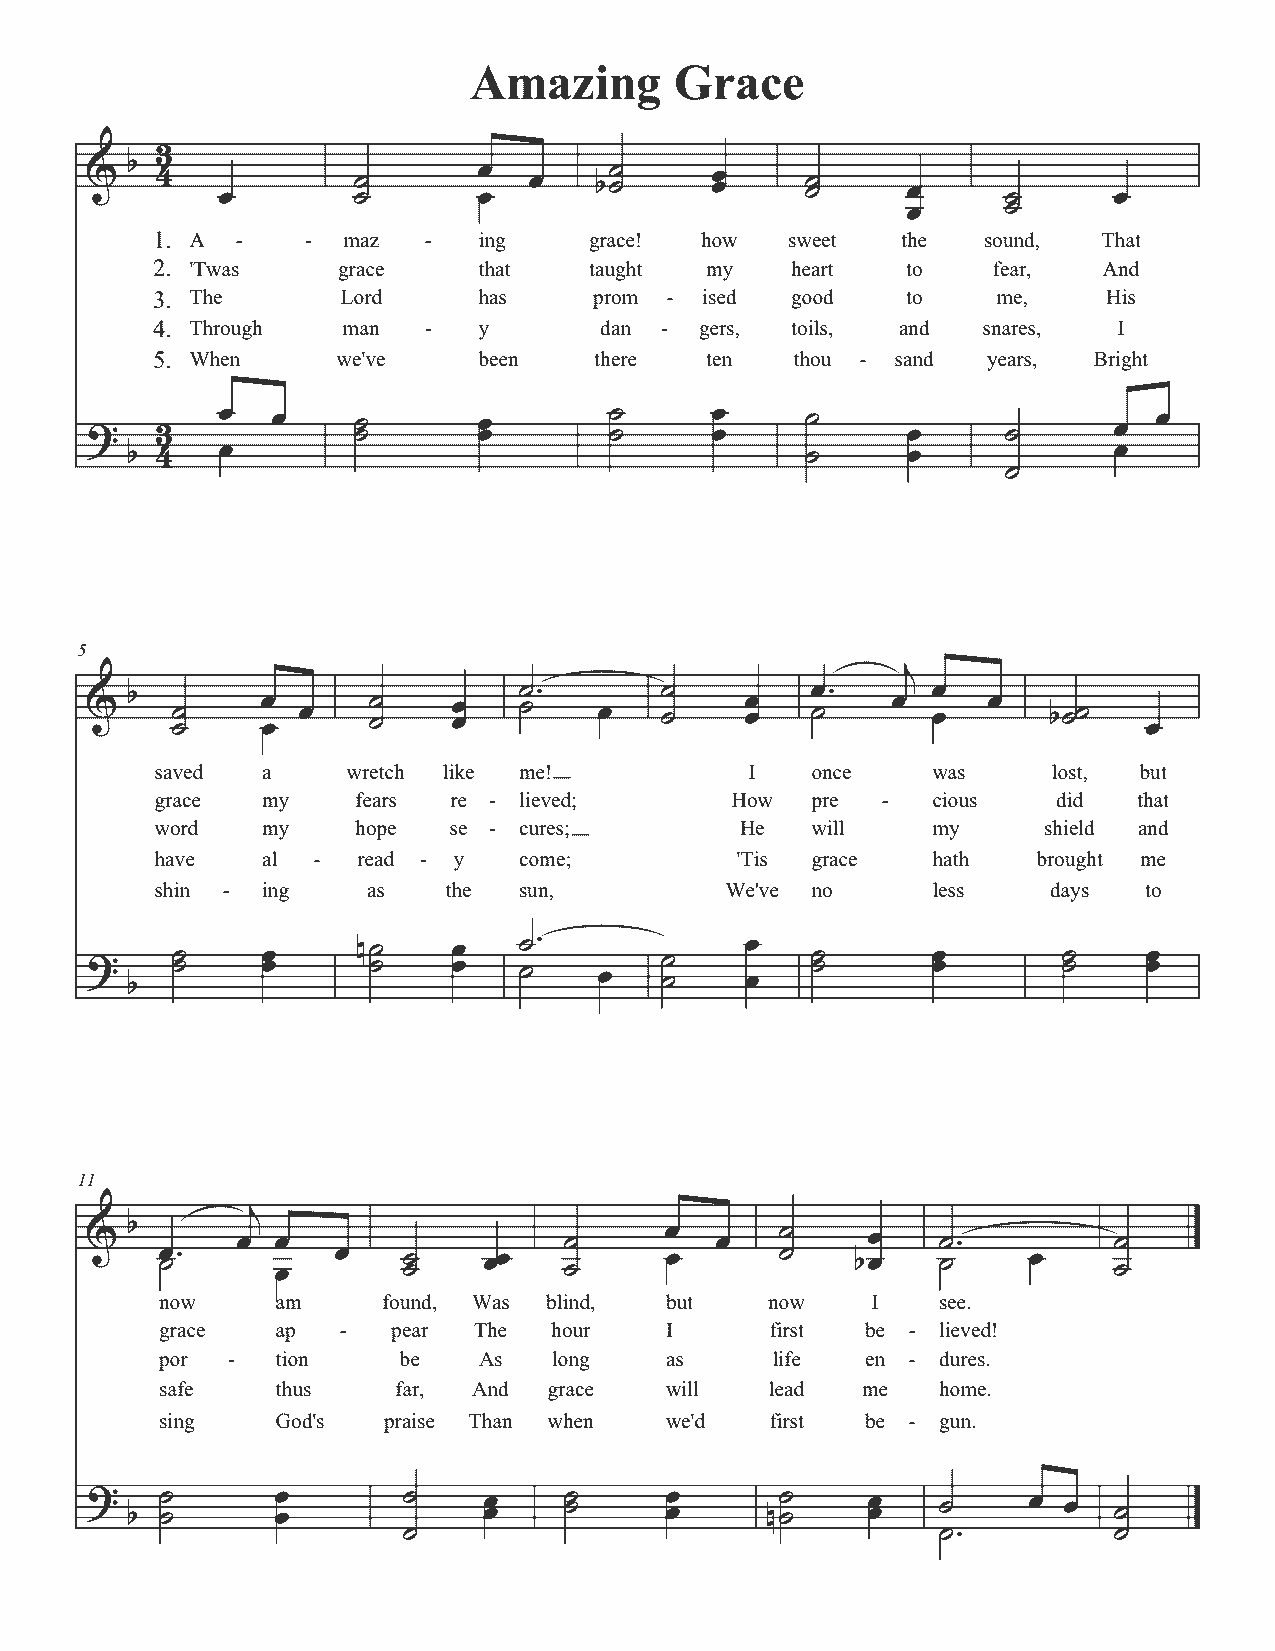 Amazing Grace
3
4
1. A - - maz - ing grace! how sweet the sound, That
2. 'Twas grace that taught my heart to fear, And
3. The Lord has prom - ised good to me, His
4. Through man - y dan - gers, toils, and snares, I
5. When we've been there ten thou - sand years, Bright
3
4
5
saved a wretch like me!__ I once was lost, but
grace my fears re - lieved; How pre - cious did that
word my hope se - cures;__ He will my shield and
have al - read - y come; 'Tis grace hath brought me
shin - ing as the sun, We've no less days to
11
now am found, Was blind, but now I see.
grace ap - pear The hour I first be - lieved!
por - tion be As long as life en - dures.
safe thus far, And grace will lead me home.
sing God's praise Than when we'd first be - gun.